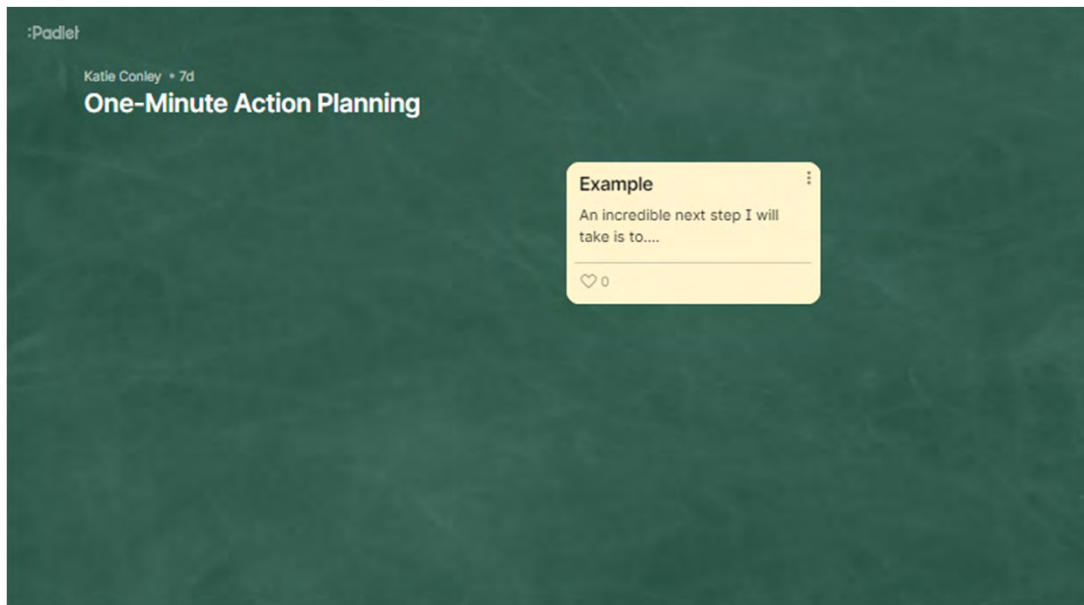 :Padlet
Katie Conley • 7d
One-Minute Action Planning
Example
An incredible next step I will
take is to....
0